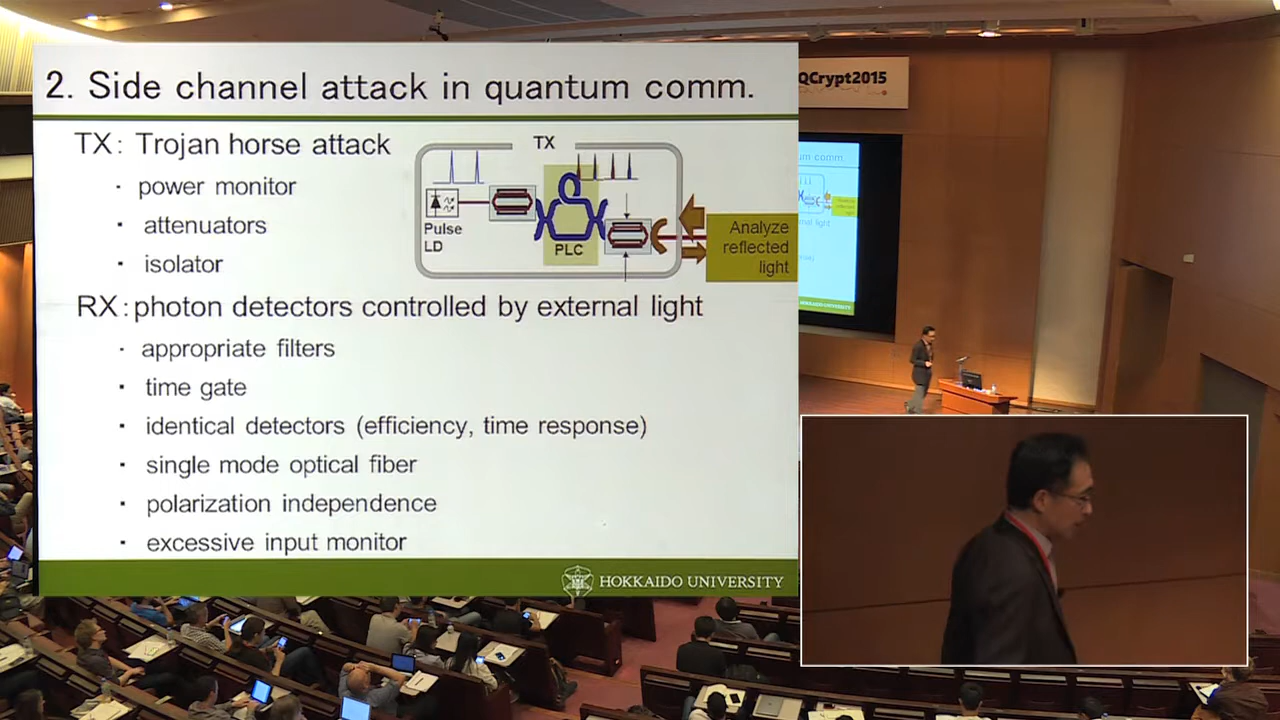 2. Side channel attack in quantum comm.
TX: Trojan horse attack
· power monitor
· attenuators
· isolator
TX
Pulse
LD
PLC
Analyze
reflected
light
RX: photon detectors controlled by external light
· appropriate filters
· time gate
· identical detectors (efficiency, time response)
· single mode optical fiber
· polarization independence
· excessive input monitor
HOKKAIDO UNIVERSITY
QCrypt2015
um comm.